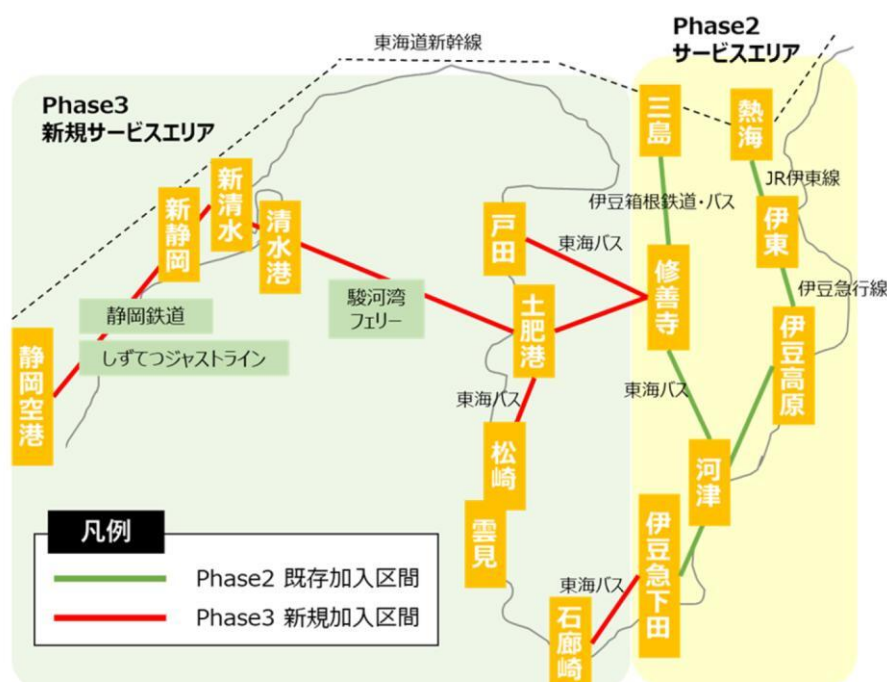 東海道新幹線
Phase2
サービスエリア
Phase3
新規サービスエリア
三島
熱海
JR伊東線
新清水
新静岡
清水港
戸田
伊豆箱根鉄道・バス
伊東
東海バス
修善寺
伊豆急行線
駿河湾
フェリー
土肥港
静岡鉄道
しずてつジャストライン
伊豆高原
静岡空港
東海バス
東海バス
松崎
河津
雲見
伊豆急下田
東海バス
石廊崎
凡例
Phase2 既存加入区間
Phase3 新規加入区間